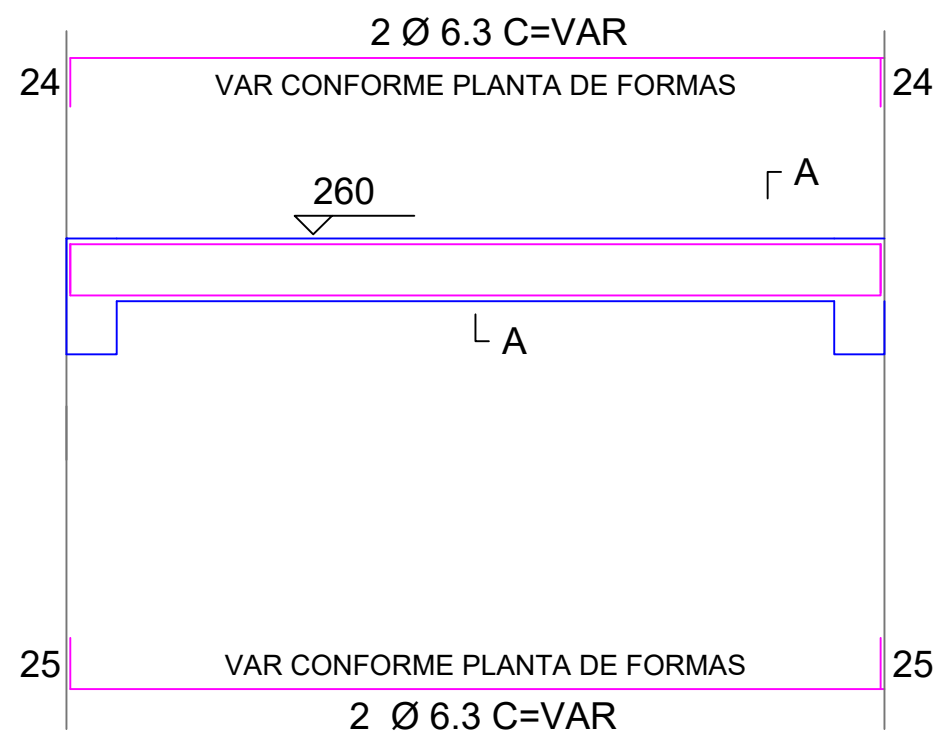 2 Ø 6.3 C=VAR
24 VAR CONFORME PLANTA DE FORMAS 24
A
260
A
25 VAR CONFORME PLANTA DE FORMAS 25
2 Ø 6.3 C=VAR